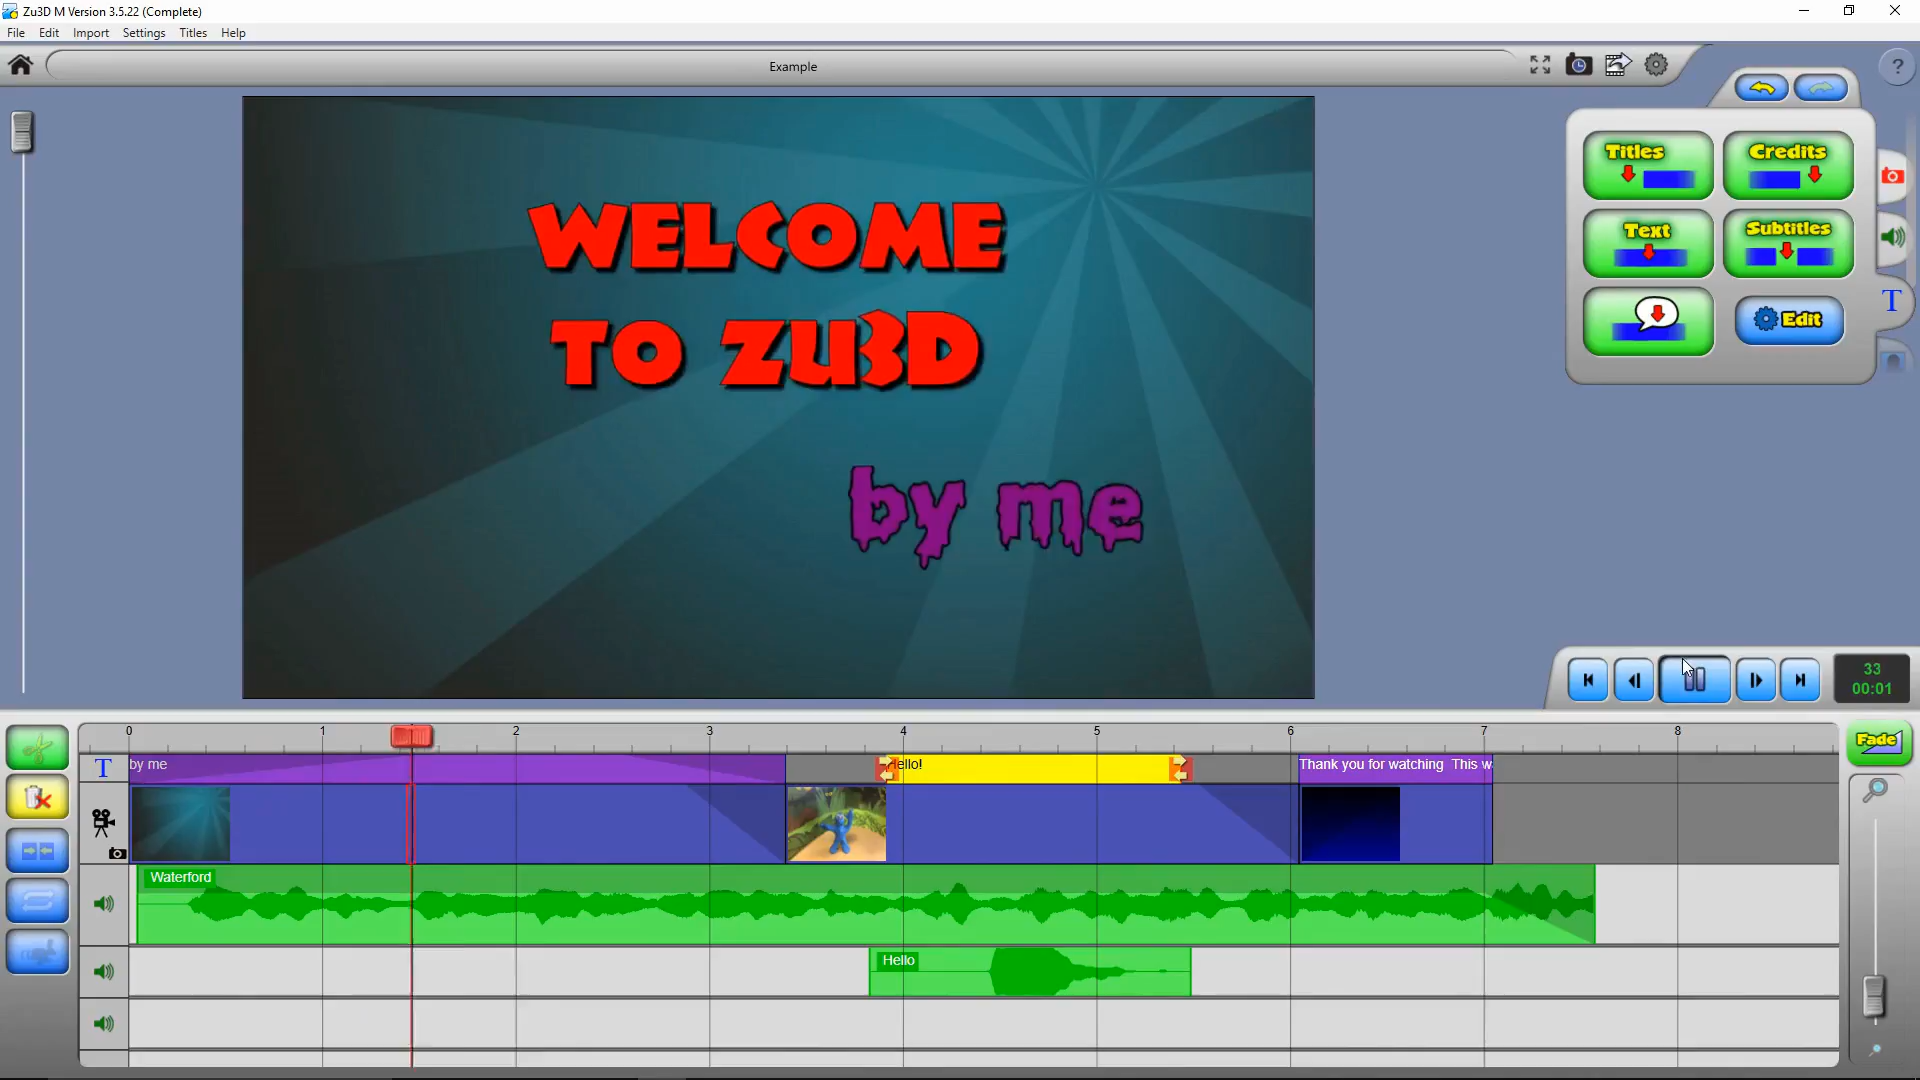 Zu3D M Version 3.5.22 (Complete)
File Edit Import Settings Titles Help
Example
?
WELCOME
TO ZU3D
by me
Titles
Credits
Text
Subtitles
T
Edit
33
00:01
0 1 2 3 4 5 6 7 8
Fade
T
by me
Hello!
Thank you for watching This w
Waterford
Hello